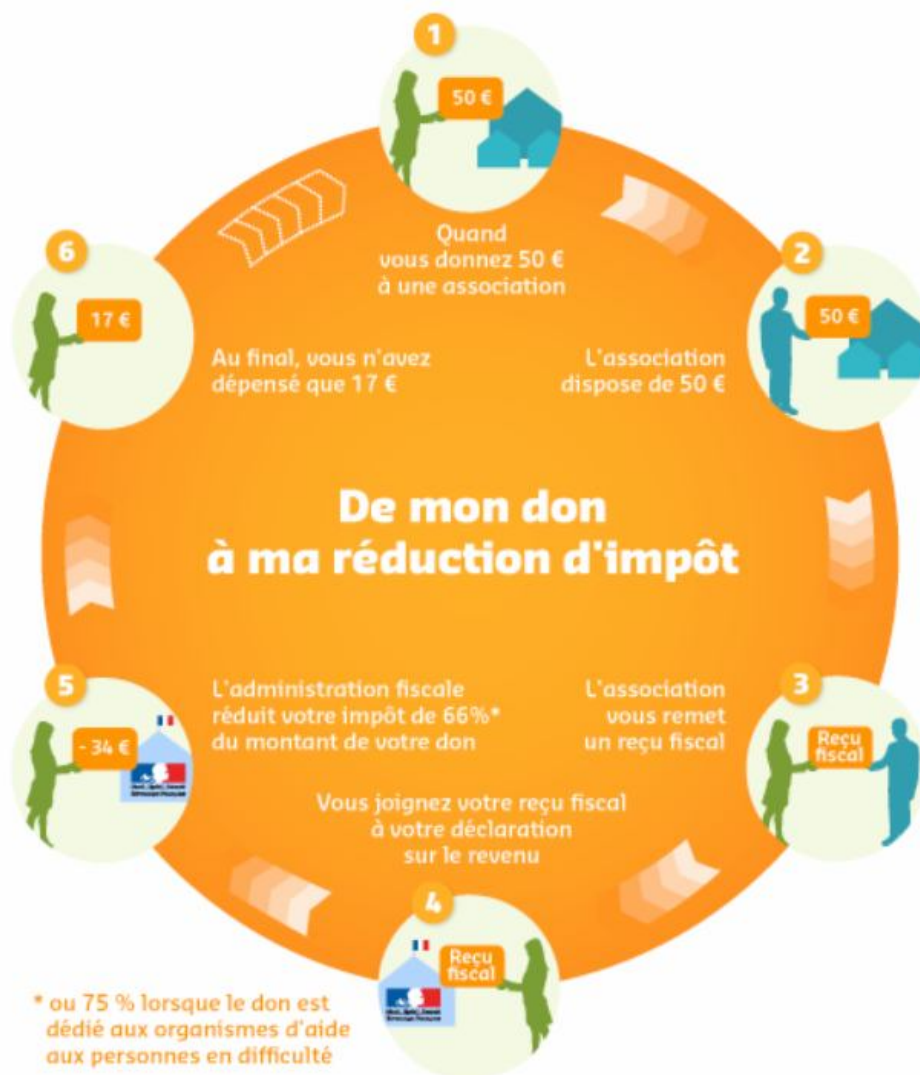 1
50 €
Quand
vous donnez 50 €
à une association
2
50 €
L'association
dispose de 50 €
3
Reçu
fiscal
L'association
vous remet
un reçu fiscal
4
Reçu
fiscal
Vous joignez votre reçu fiscal
à votre déclaration
sur le revenu
5
- 34 €
L'administration fiscale
réduit votre impôt de 66%*
du montant de votre don
6
17 €
Au final, vous n'avez
dépensé que 17 €
De mon don
à ma réduction d'impôt
* ou 75 % lorsque le don est
dédié aux organismes d'aide
aux personnes en difficulté